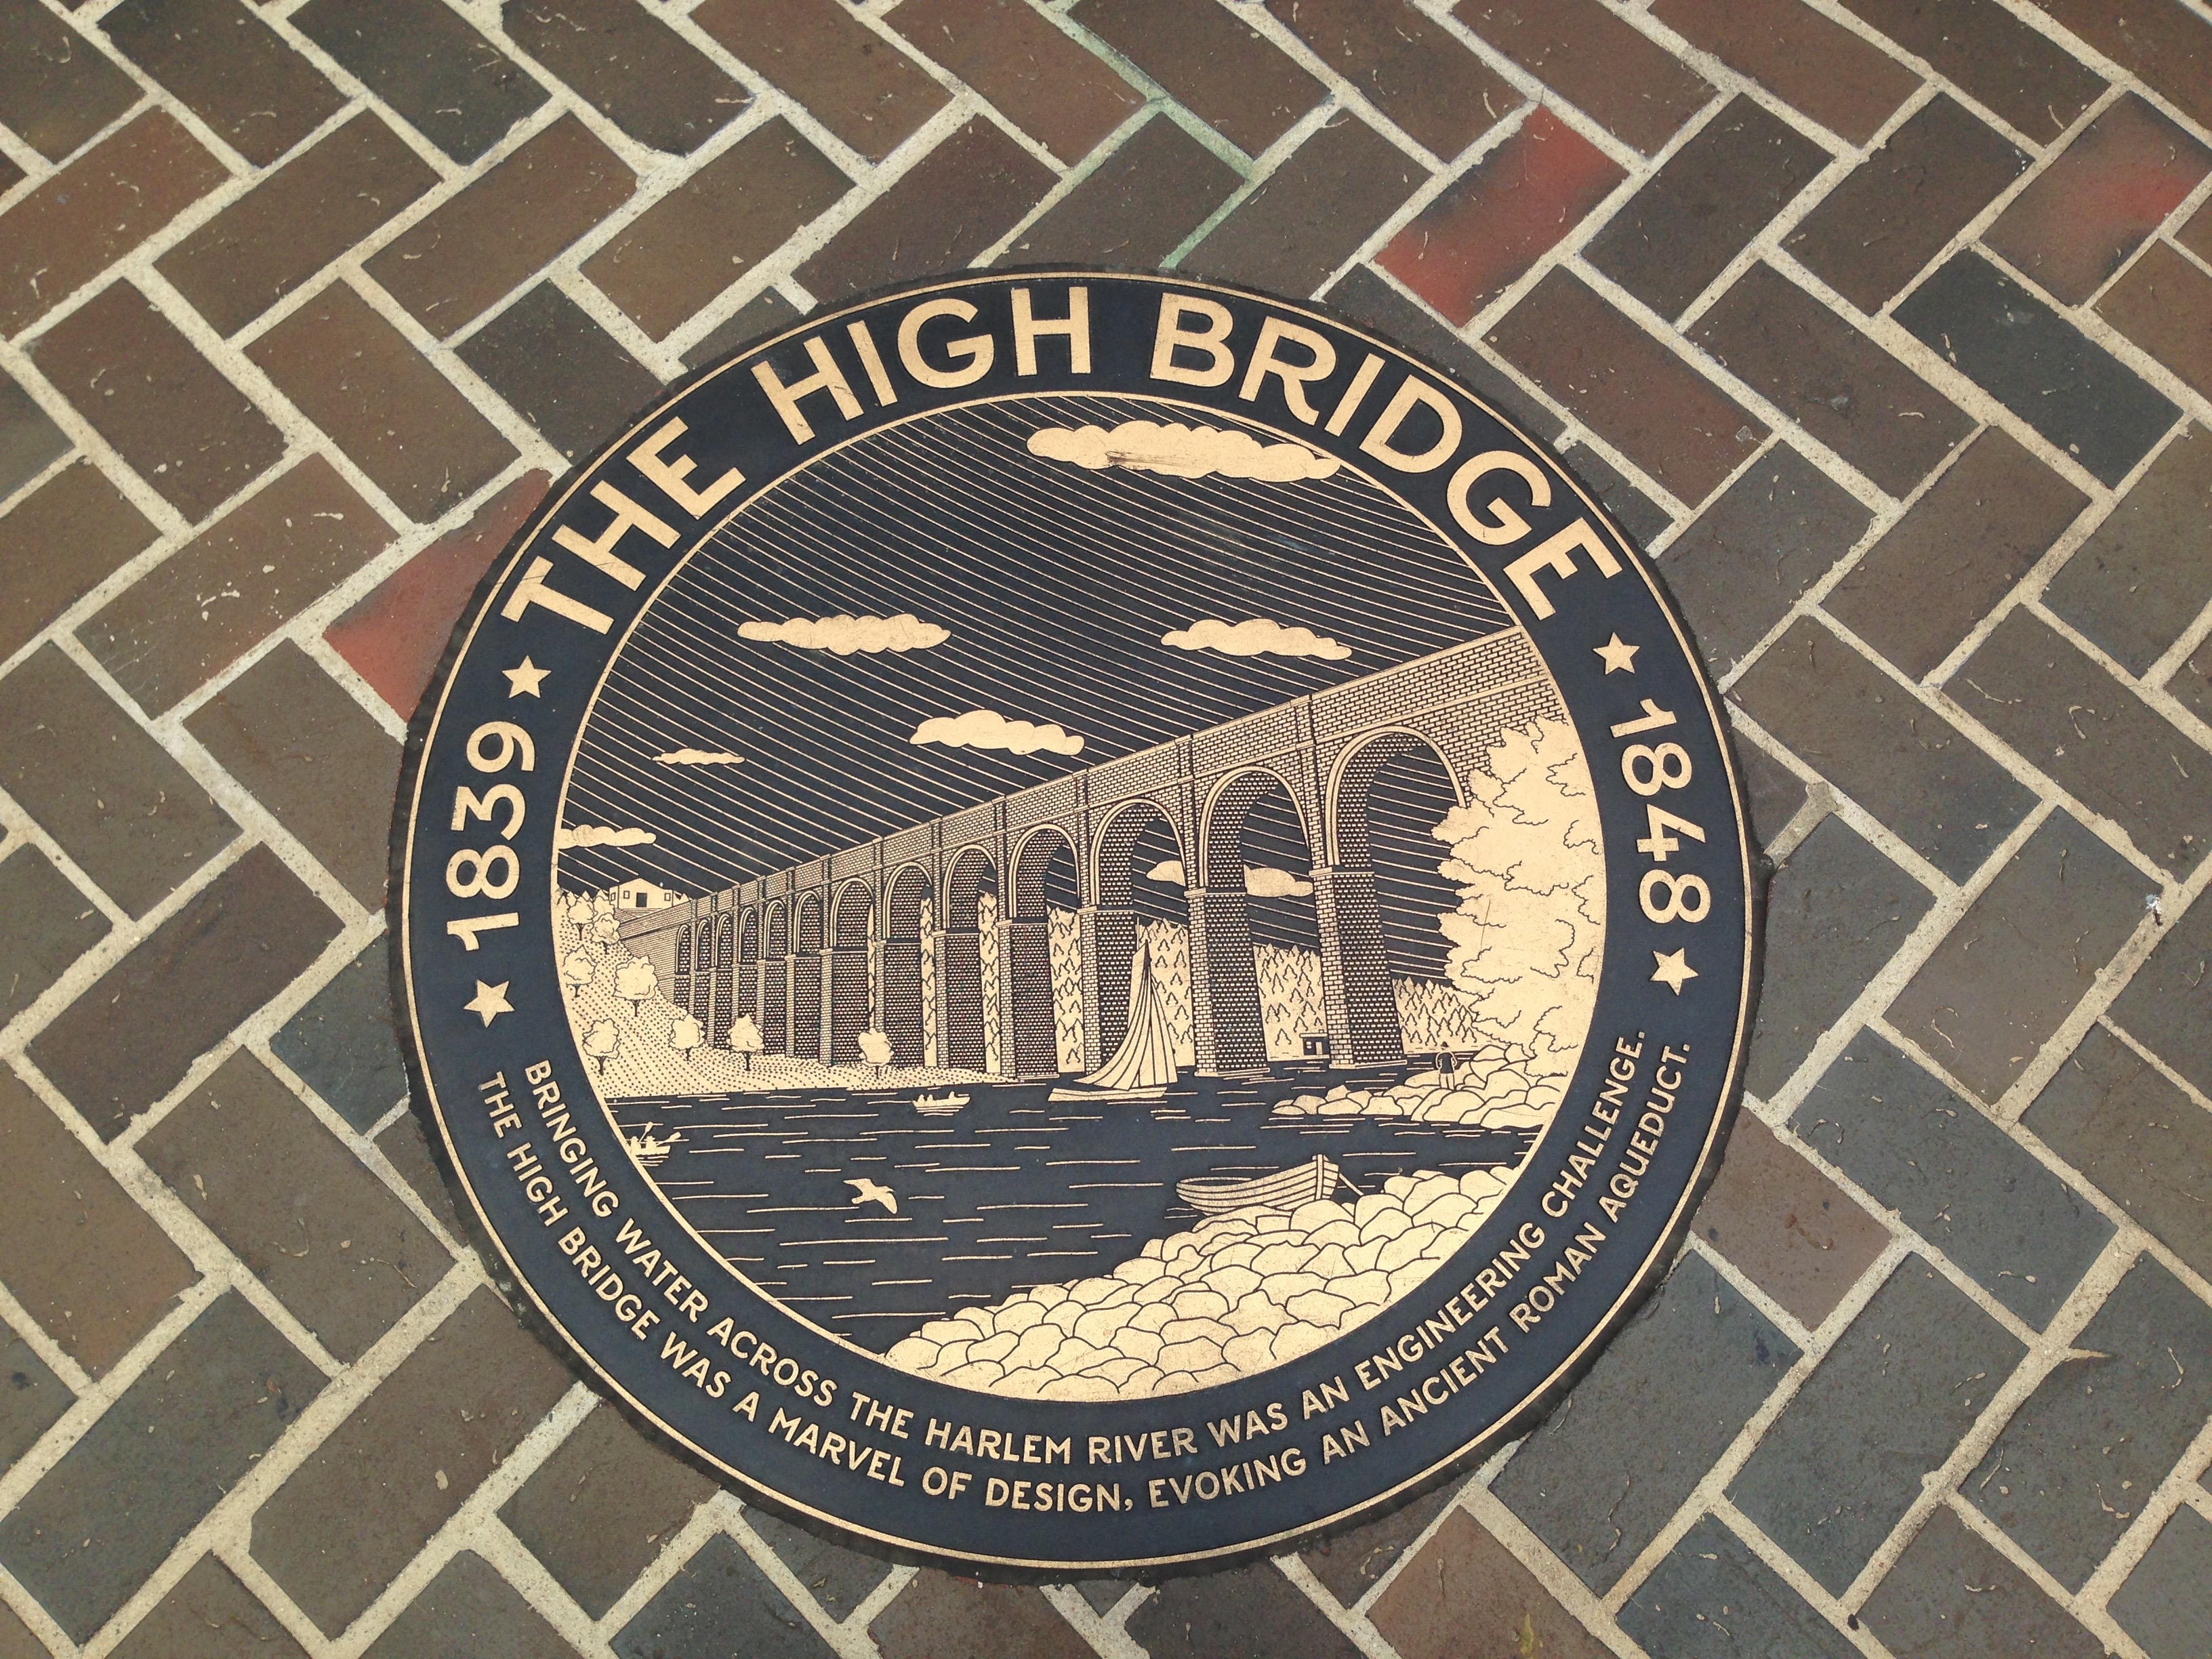 THE HIGH BRIDGE
1839
1848
BRINGING WATER ACROSS THE HARLEM RIVER WAS AN ENGINEERING CHALLENGE.
THE HIGH BRIDGE WAS A MARVEL OF DESIGN, EVOKING AN ANCIENT ROMAN AQUEDUCT.